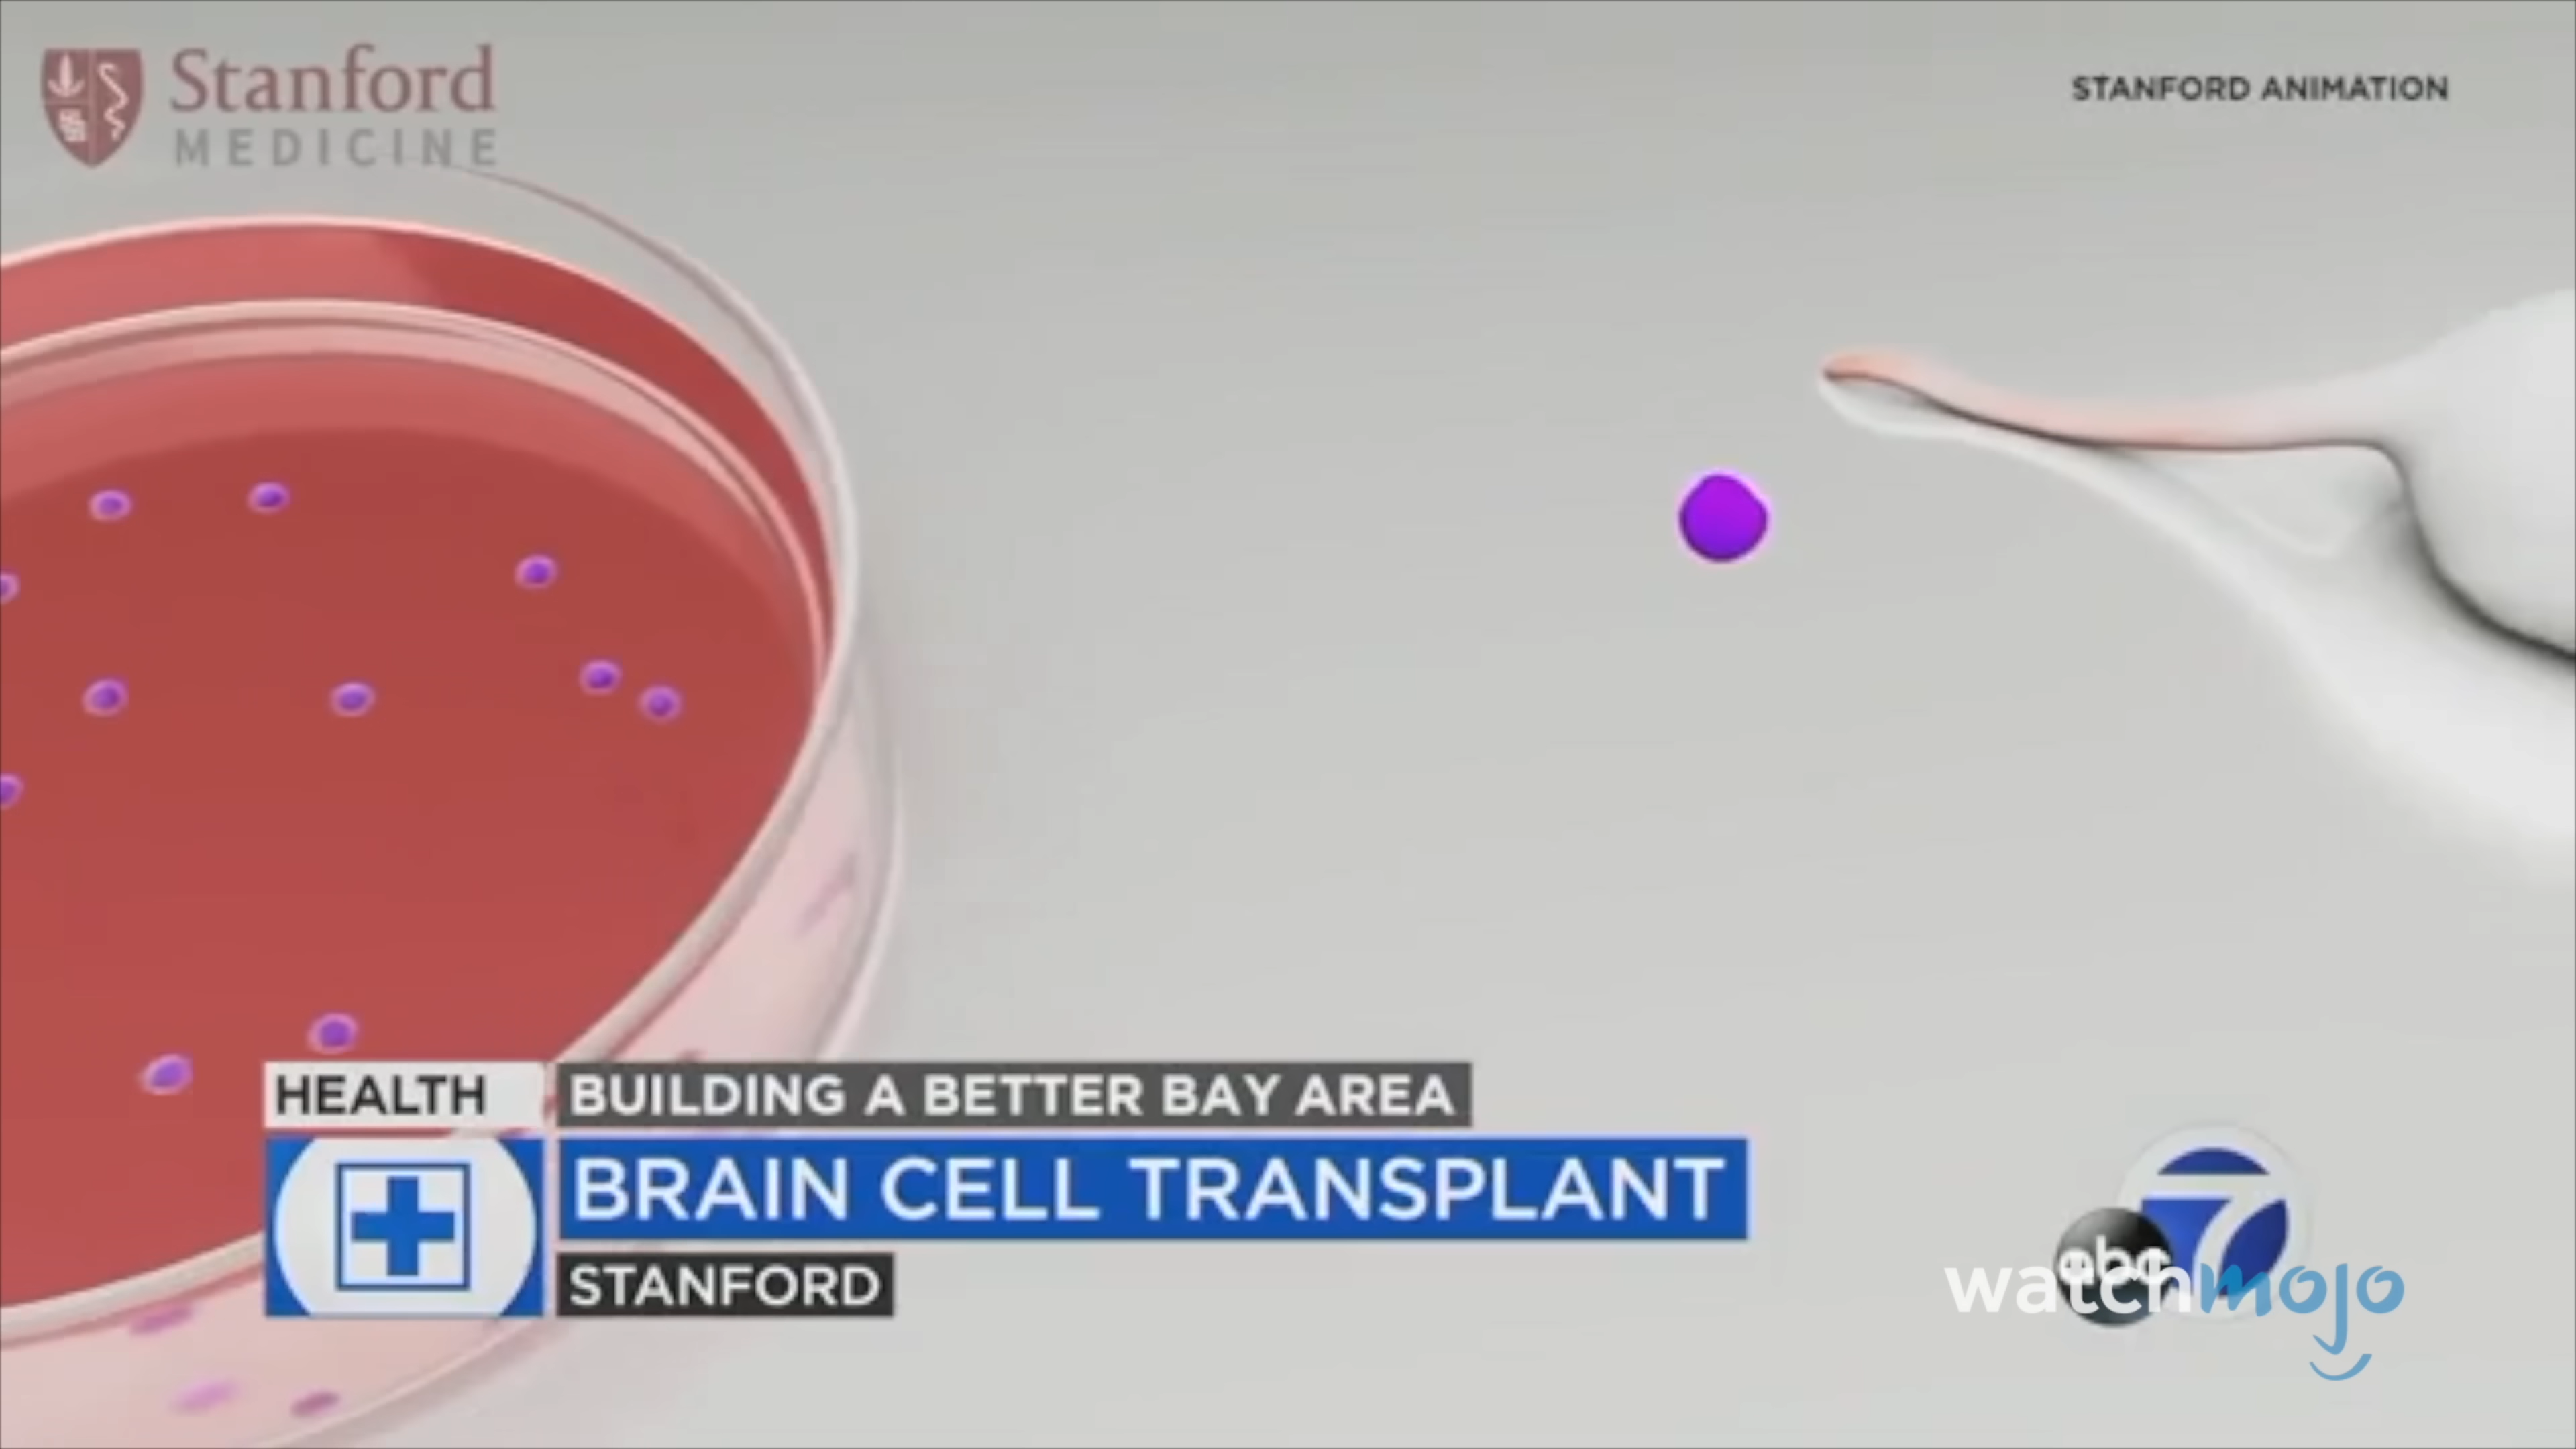 Stanford
MEDICINE
STANFORD ANIMATION
HEALTH
BUILDING A BETTER BAY AREA
BRAIN CELL TRANSPLANT
STANFORD
7
abc
watchmojo